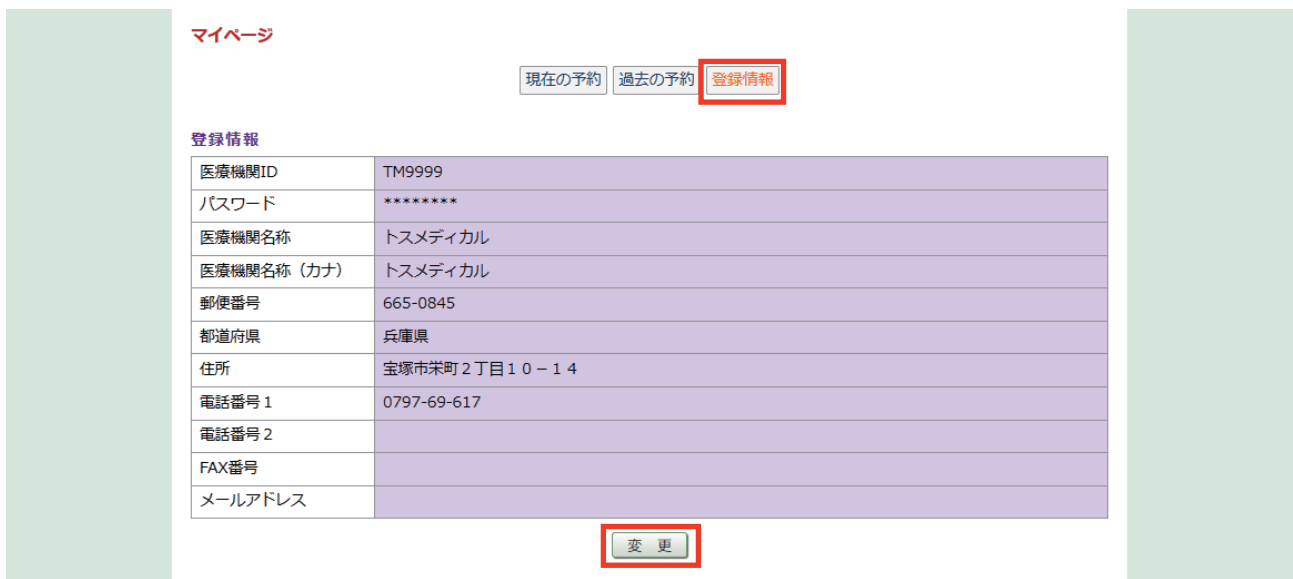 マイページ
現在の予約 過去の予約 登録情報
登録情報
医療機関ID TM9999
パスワード ********
医療機関名称 トスメディカル
医療機関名称（カナ） トスメディカル
郵便番号 665-0845
都道府県 兵庫県
住所 宝塚市栄町２丁目１０－１４
電話番号１ 0797-69-617
電話番号２
FAX番号
メールアドレス
変　更